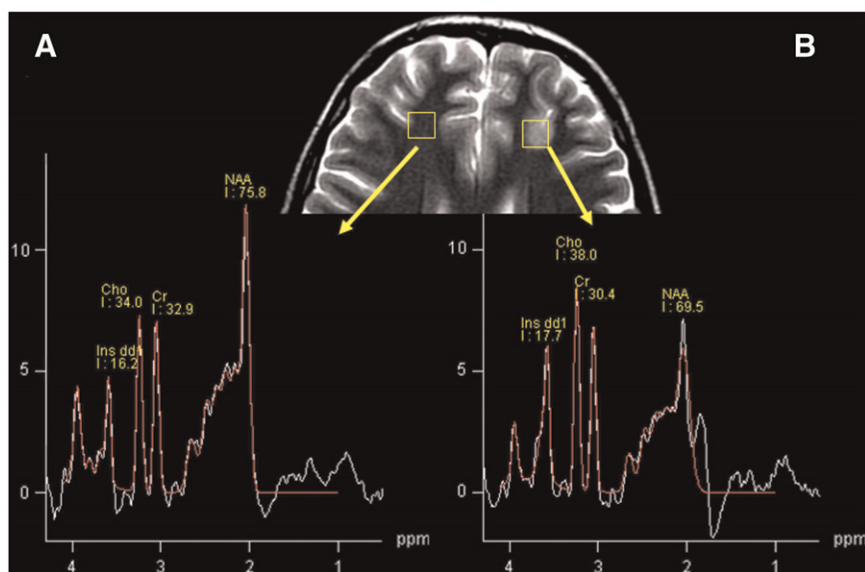 A
B
NAA
I : 75.8
Cho
I : 34.0
Cr
I : 32.9
Ins dd1
I : 16.2
10
5
0
4
3
2
1
ppm
Cho
I : 38.0
Cr
I : 30.4
NAA
I : 69.5
Ins dd1
I : 17.7
10
5
0
4
3
2
1
ppm